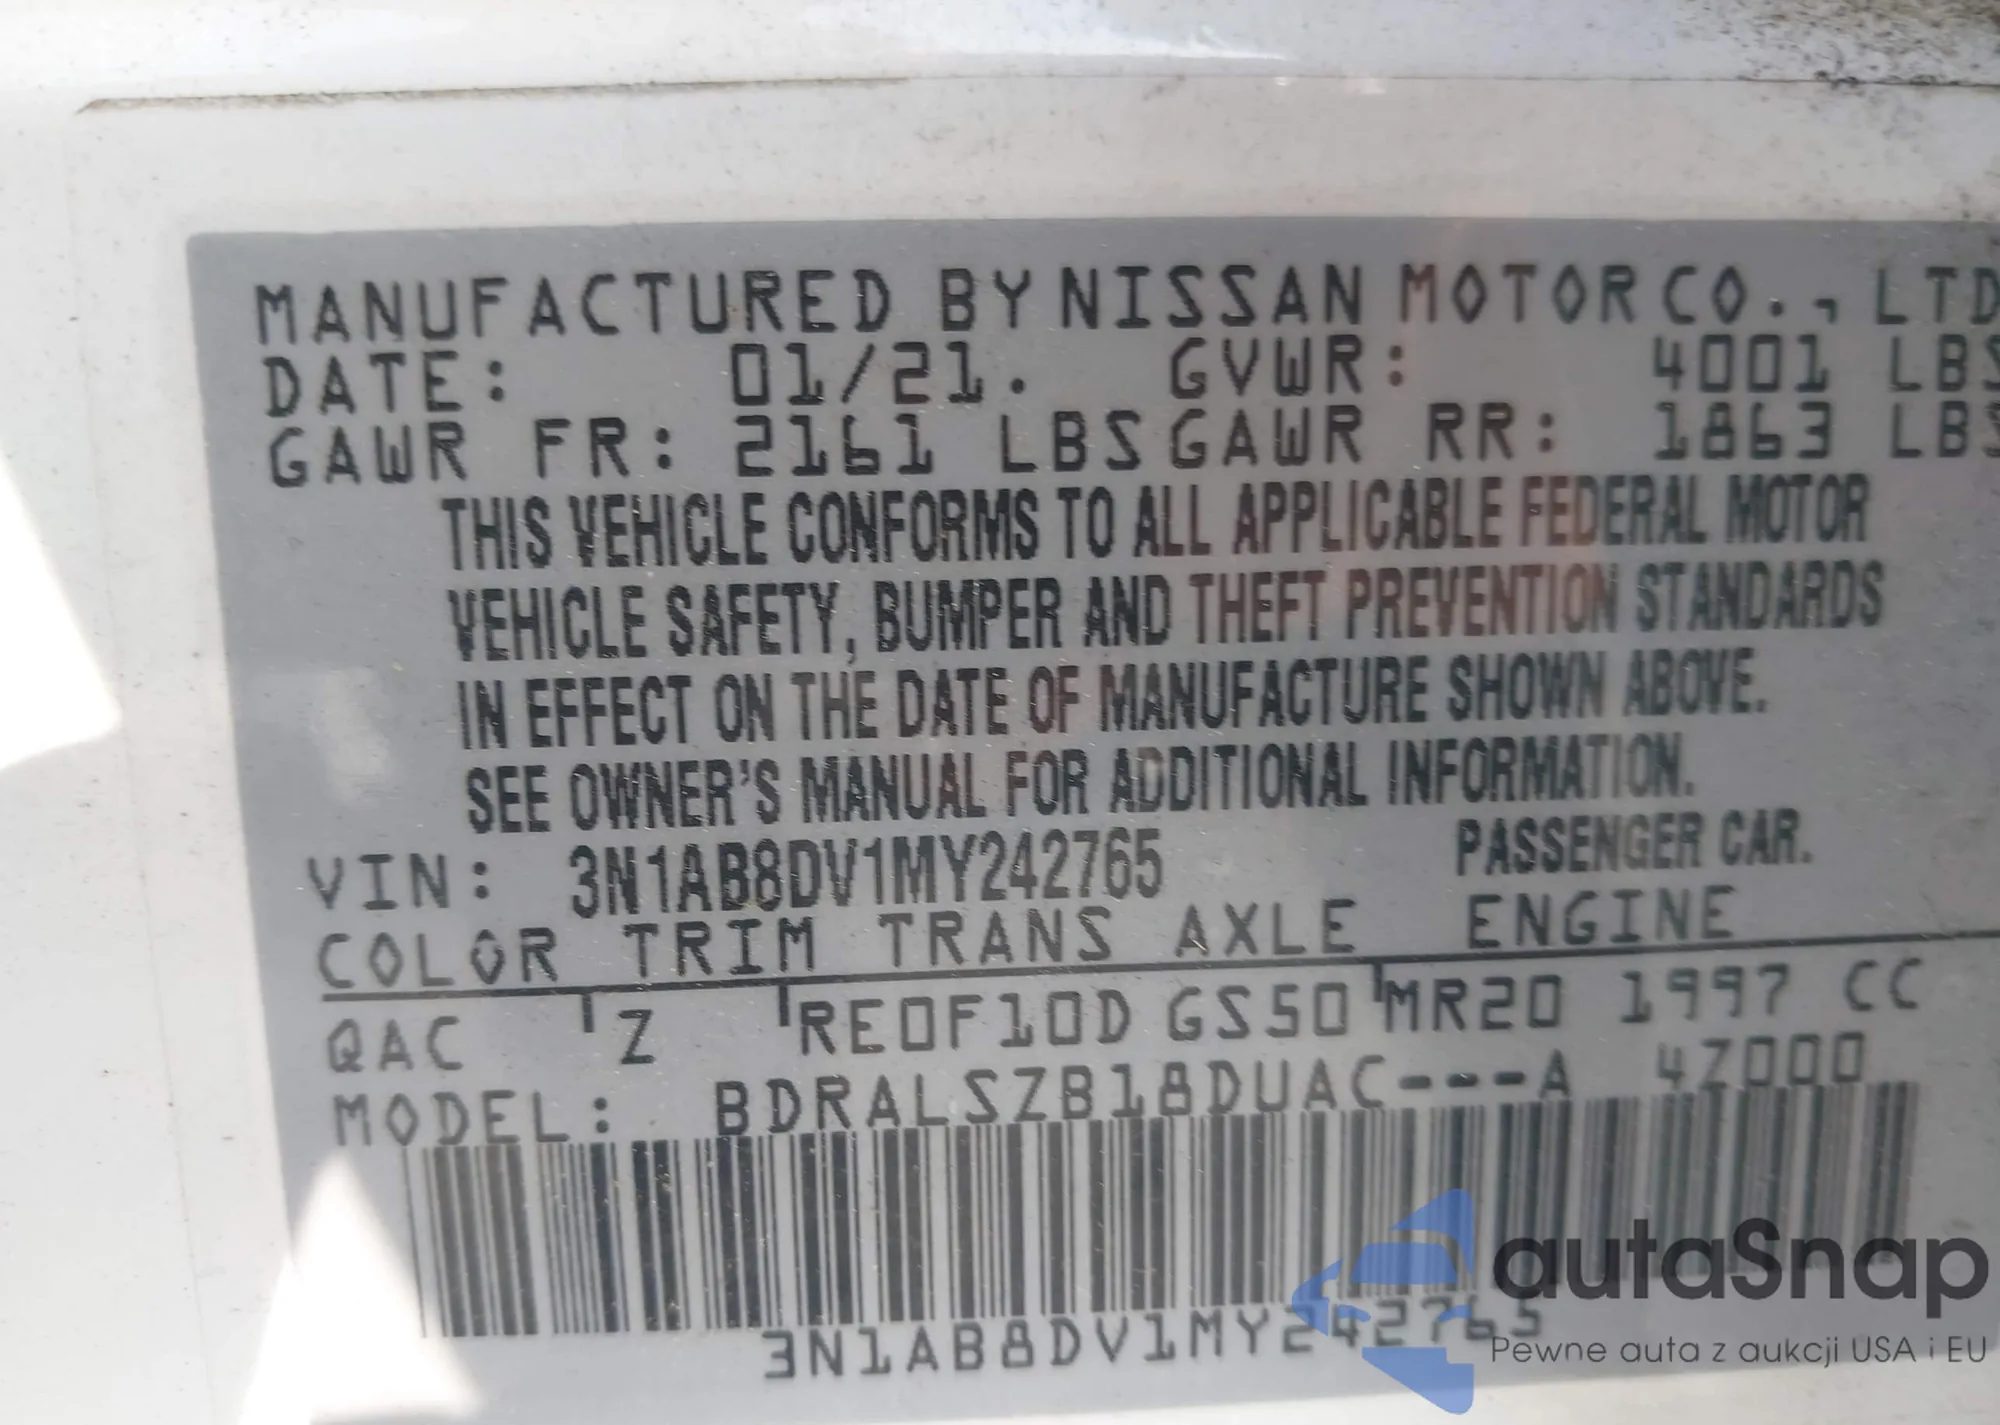 MANUFACTURED BY NISSAN MOTOR CO., LTD
DATE: 01/21. GVWR: 4001 LBS
GAWR FR: 2161 LBS GAWR RR: 1863 LBS
THIS VEHICLE CONFORMS TO ALL APPLICABLE FEDERAL MOTOR
VEHICLE SAFETY, BUMPER AND THEFT PREVENTION STANDARDS
IN EFFECT ON THE DATE OF MANUFACTURE SHOWN ABOVE.
SEE OWNER'S MANUAL FOR ADDITIONAL INFORMATION.
VIN: 3N1AB8DV1MY242765 PASSENGER CAR.
COLOR TRIM TRANS AXLE ENGINE
QAC Z RE0F10D GS50 MR20 1997 CC
MODEL: BDRALSZB18DUAC---A 4Z000
3N1AB8DV1MY242765
autaSnap
Pewne auta z aukcji USA i EU